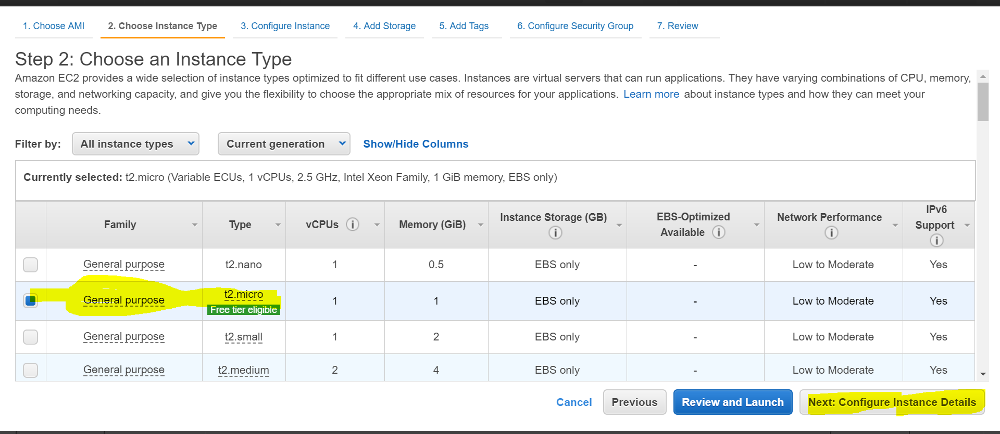 1. Choose AMI 2. Choose Instance Type 3. Configure Instance 4. Add Storage 5. Add Tags 6. Configure Security Group 7. Review
Step 2: Choose an Instance Type
Amazon EC2 provides a wide selection of instance types optimized to fit different use cases. Instances are virtual servers that can run applications. They have varying combinations of CPU, memory,
storage, and networking capacity, and give you the flexibility to choose the appropriate mix of resources for your applications. Learn more about instance types and how they can meet your
computing needs.
Filter by: All instance types Current generation Show/Hide Columns
Currently selected: t2.micro (Variable ECUs, 1 vCPUs, 2.5 GHz, Intel Xeon Family, 1 GiB memory, EBS only)
Family Type vCPUs i Memory (GiB) Instance Storage (GB) i EBS-Optimized Available i Network Performance i IPv6 Support i
General purpose t2.nano 1 0.5 EBS only - Low to Moderate Yes
General purpose t2.micro 1 1 EBS only - Low to Moderate Yes
Free tier eligible
General purpose t2.small 1 2 EBS only - Low to Moderate Yes
General purpose t2.medium 2 4 EBS only - Low to Moderate Yes
Cancel Previous Review and Launch Next: Configure Instance Details